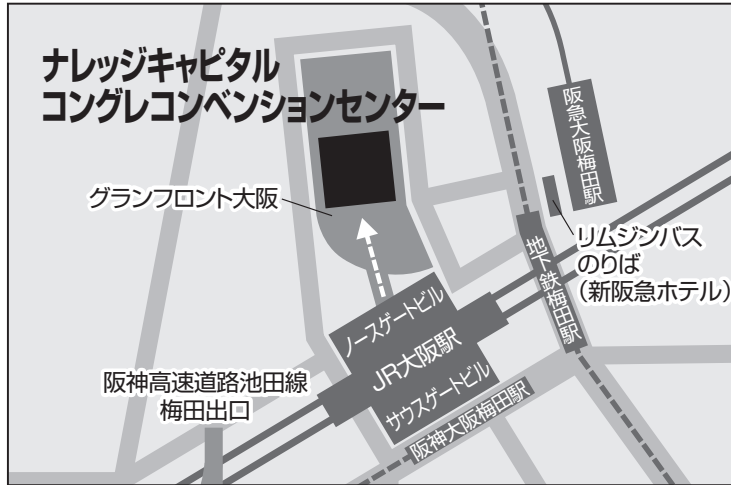 ナレッジキャピタル
コングレコンベンションセンター
グランフロント大阪
阪急大阪梅田駅
リムジンバス
のりば
（新阪急ホテル）
地下鉄梅田駅
ノースゲートビル
JR大阪駅
サウスゲートビル
阪神大阪梅田駅
阪神高速道路池田線
梅田出口